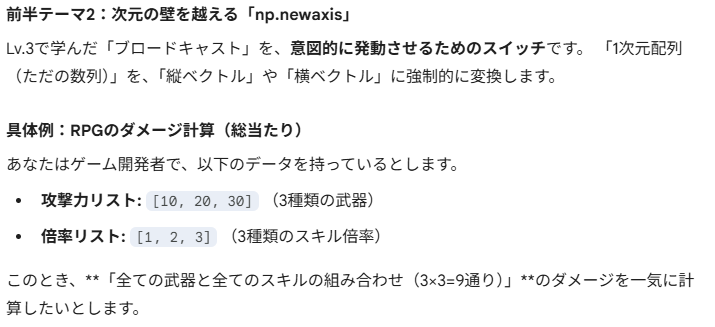 前半テーマ2：次元の壁を越える「np.newaxis」
Lv.3で学んだ「ブロードキャスト」を、意図的に発動させるためのスイッチです。 「1次元配列
（ただの数列）」を、「縦ベクトル」や「横ベクトル」に強制的に変換します。
具体例：RPGのダメージ計算（総当たり）
あなたはゲーム開発者で、以下のデータを持っているとします。
• 攻撃力リスト: [10, 20, 30] （3種類の武器）
• 倍率リスト: [1, 2, 3] （3種類のスキル倍率）
このとき、**「全ての武器と全てのスキルの組み合わせ（3×3=9通り）」**のダメージを一気に計
算したいとします。